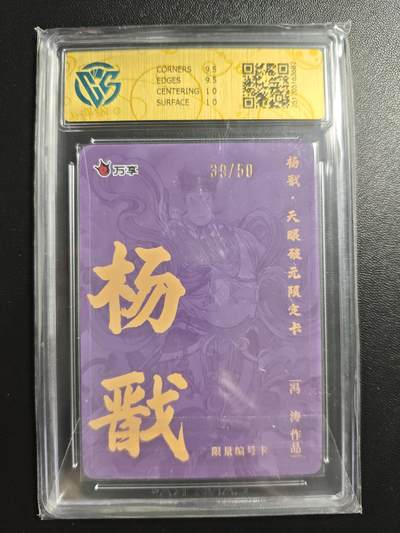 CORNERS 9.5
EDGES 9.5
CENTERING 10
SURFACE 10
万享
39/50
杨戬·天眼破元限定卡
冯涛作品
杨戬
限量编号卡